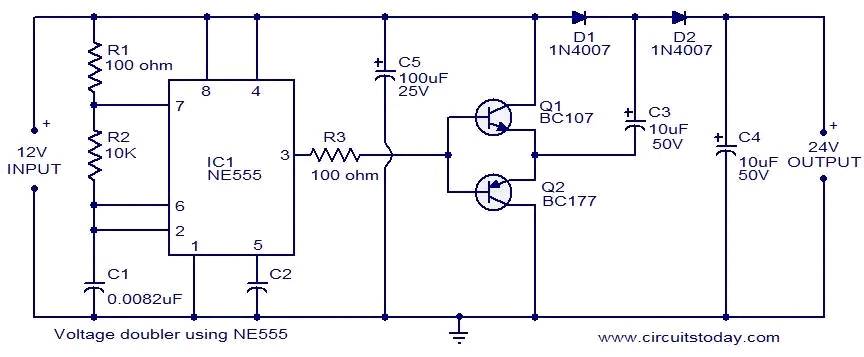 R1
100 ohm
R2
10K
+
12V
INPUT
7
8
4
6
2
3
1
5
IC1
NE555
C1
0.0082uF
C2
R3
100 ohm
+
C5
100uF
25V
Q1
BC107
Q2
BC177
D1
1N4007
D2
1N4007
+
C3
10uF
50V
+
C4
10uF
50V
+
24V
OUTPUT
Voltage doubler using NE555
www.circuitstoday.com